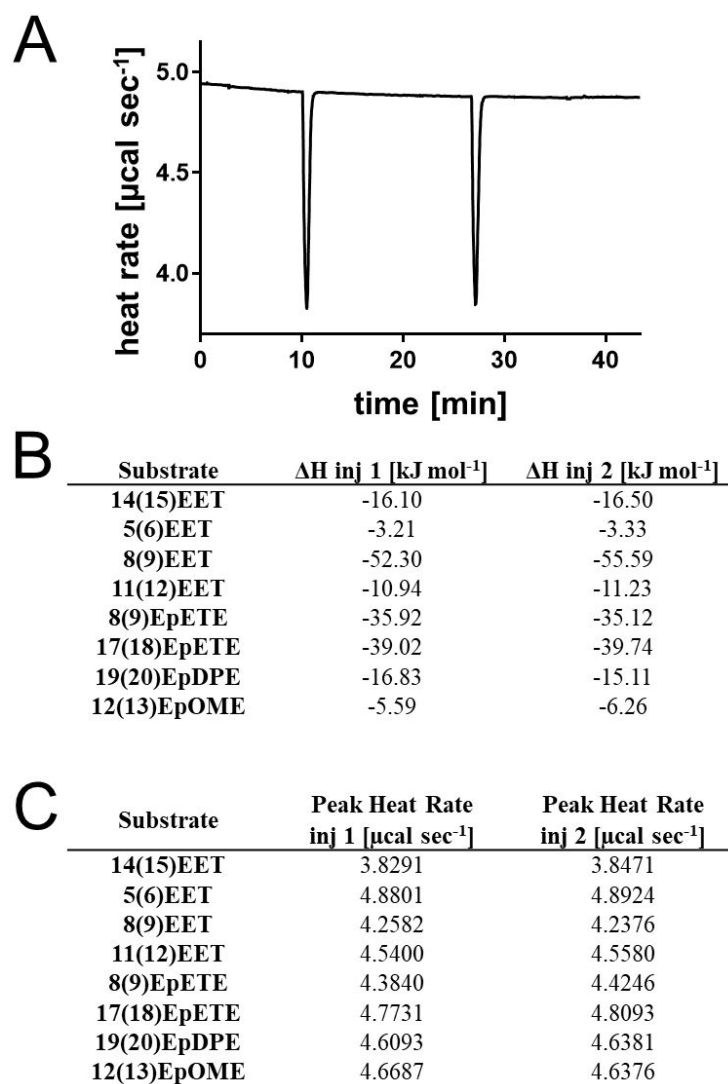 A
heat rate [µcal sec⁻¹]
5.0
4.5
4.0
0 10 20 30 40
time [min]
B
Substrate ΔH inj 1 [kJ mol⁻¹] ΔH inj 2 [kJ mol⁻¹]
14(15)EET -16.10 -16.50
5(6)EET -3.21 -3.33
8(9)EET -52.30 -55.59
11(12)EET -10.94 -11.23
8(9)EpETE -35.92 -35.12
17(18)EpETE -39.02 -39.74
19(20)EpDPE -16.83 -15.11
12(13)EpOME -5.59 -6.26
C
Substrate Peak Heat Rate Peak Heat Rate
inj 1 [µcal sec⁻¹] inj 2 [µcal sec⁻¹]
14(15)EET 3.8291 3.8471
5(6)EET 4.8801 4.8924
8(9)EET 4.2582 4.2376
11(12)EET 4.5400 4.5580
8(9)EpETE 4.3840 4.4246
17(18)EpETE 4.7731 4.8093
19(20)EpDPE 4.6093 4.6381
12(13)EpOME 4.6687 4.6376